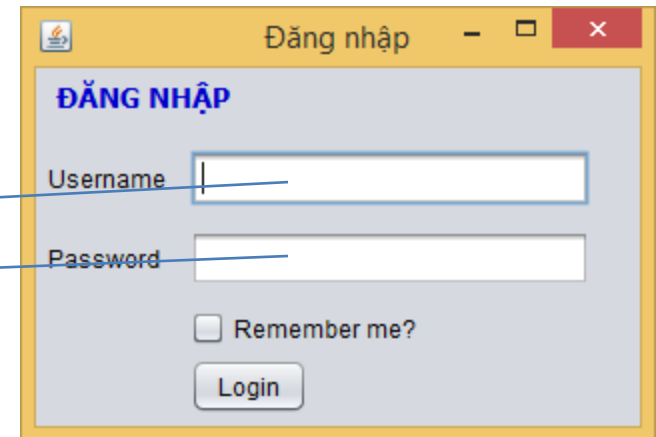 Đăng nhập
ĐĂNG NHẬP
Username
Password
Remember me?
Login